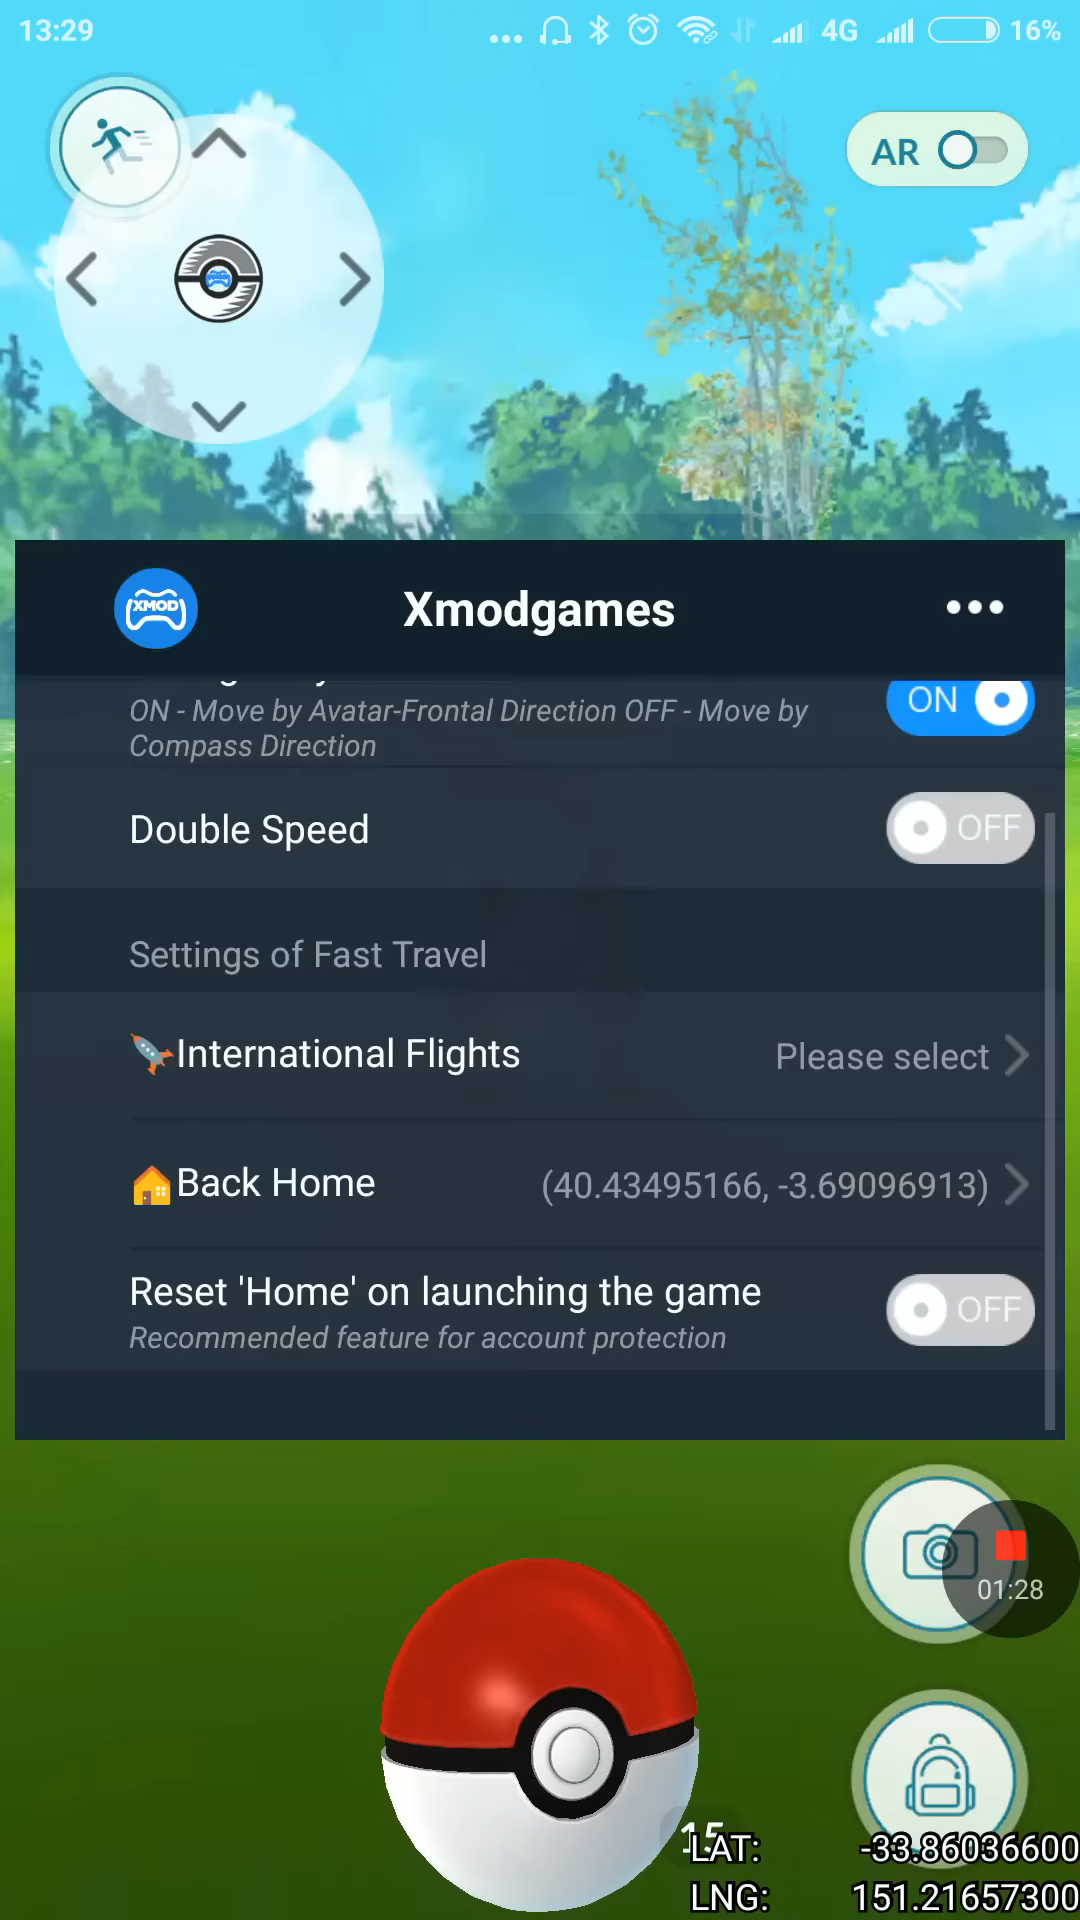 13:29
4G
16%
AR
XMOD
Xmodgames
ON - Move by Avatar-Frontal Direction OFF - Move by
Compass Direction
ON
Double Speed
OFF
Settings of Fast Travel
International Flights
Please select
Back Home
(40.43495166, -3.69096913)
Reset 'Home' on launching the game
Recommended feature for account protection
OFF
01:28
15
LAT: -33.86036600
LNG: 151.21657300